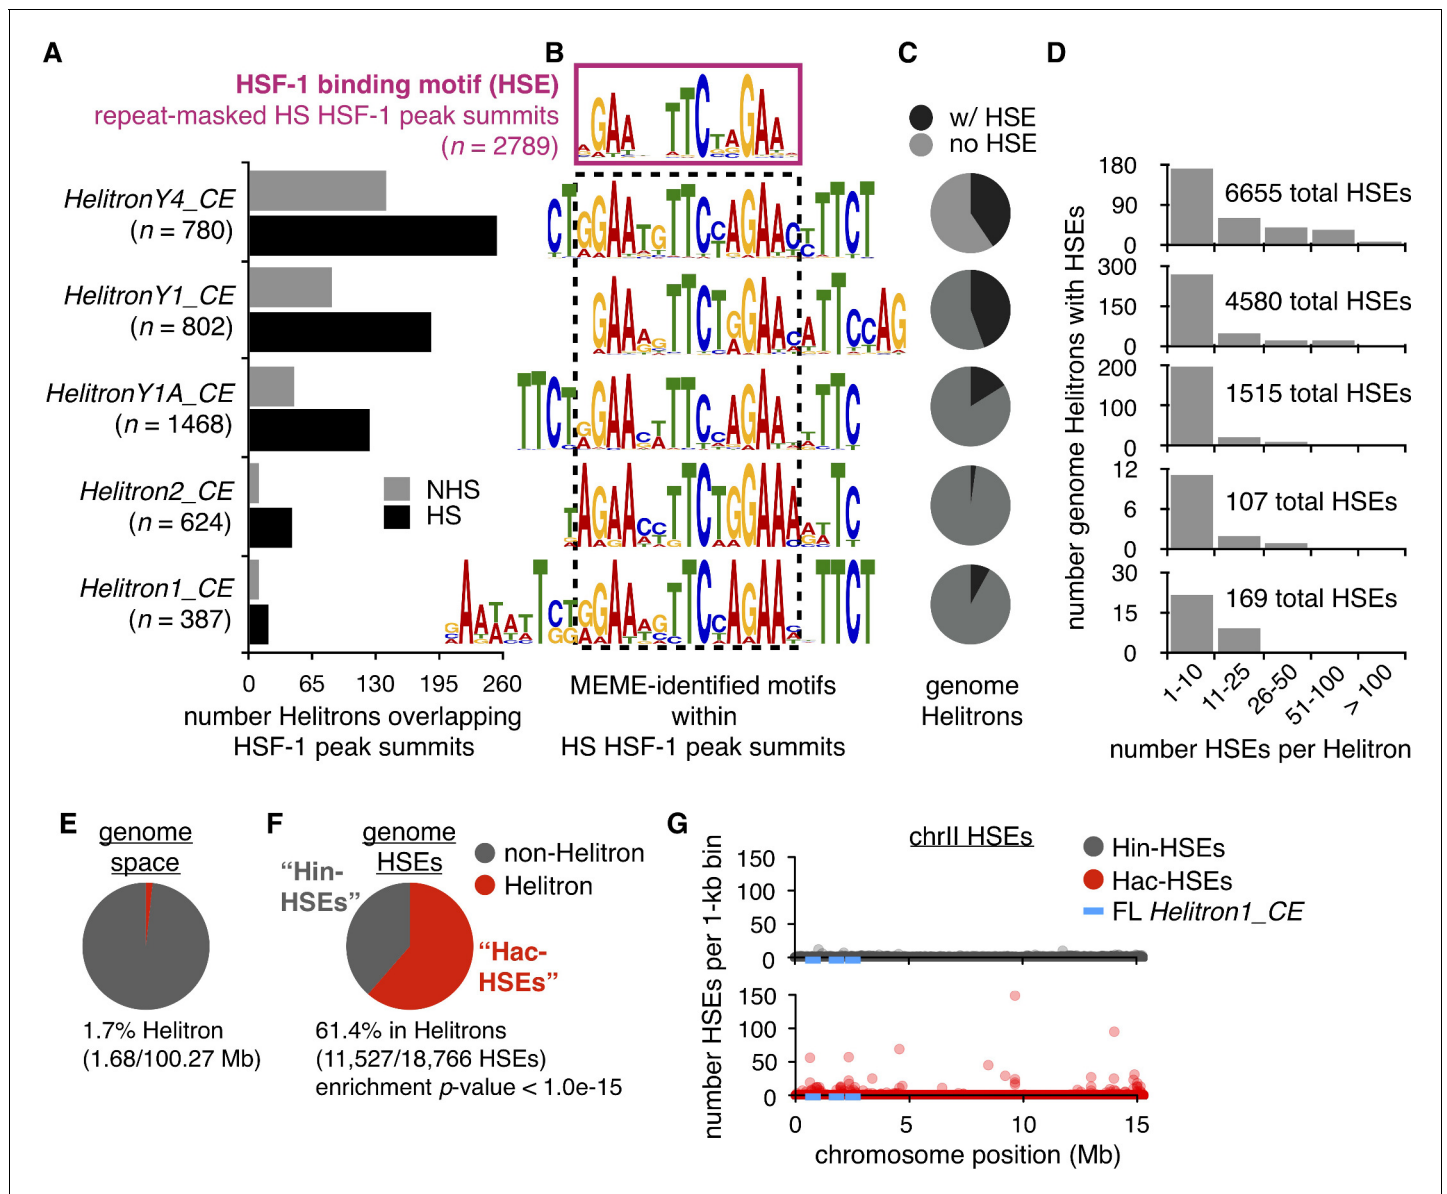 A
B
C
D
HSF-1 binding motif (HSE)
repeat-masked HS HSF-1 peak summits
(n = 2789)
w/ HSE
no HSE
HelitronY4_CE
(n = 780)
HelitronY1_CE
(n = 802)
HelitronY1A_CE
(n = 1468)
Helitron2_CE
(n = 624)
Helitron1_CE
(n = 387)
NHS
HS
0 65 130 195 260
number Helitrons overlapping
HSF-1 peak summits
MEME-identified motifs
within
HS HSF-1 peak summits
genome
Helitrons
number genome Helitrons with HSEs
180
90
0
6655 total HSEs
300
150
0
4580 total HSEs
200
100
0
1515 total HSEs
12
6
0
107 total HSEs
30
15
0
169 total HSEs
1-10 11-25 26-50 51-100 > 100
number HSEs per Helitron
E
genome
space
1.7% Helitron
(1.68/100.27 Mb)
F
genome
HSEs
non-Helitron
Helitron
“Hin-
HSEs”
“Hac-
HSEs”
61.4% in Helitrons
(11,527/18,766 HSEs)
enrichment p-value < 1.0e-15
G
chrII HSEs
Hin-HSEs
Hac-HSEs
FL Helitron1_CE
number HSEs per 1-kb bin
150
100
50
0
150
100
50
0
0 5 10 15
chromosome position (Mb)